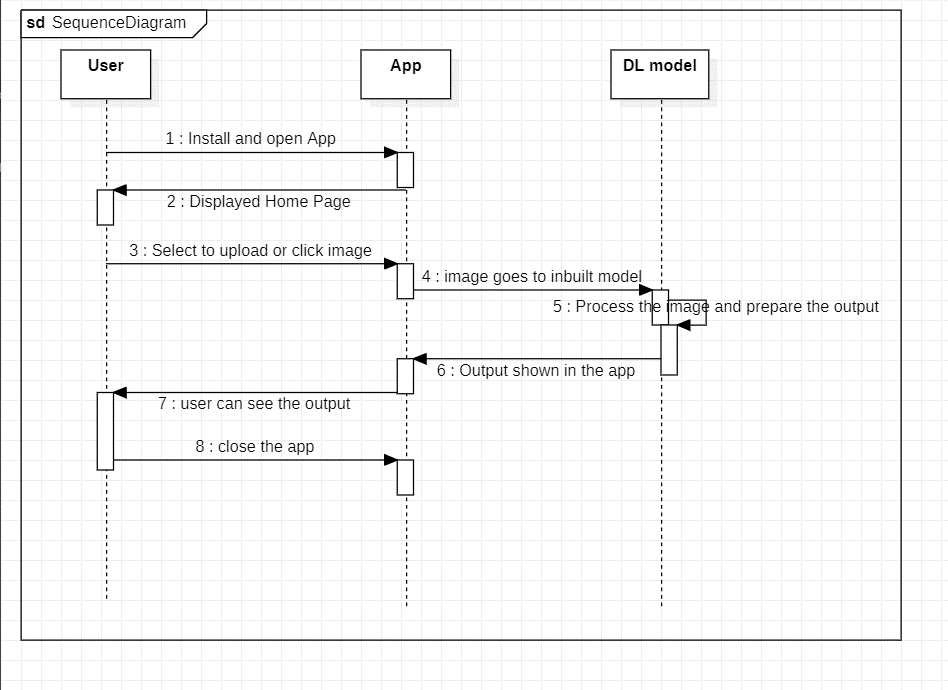 sd SequenceDiagram
User
App
DL model
1 : Install and open App
2 : Displayed Home Page
3 : Select to upload or click image
4 : image goes to inbuilt model
5 : Process the image and prepare the output
6 : Output shown in the app
7 : user can see the output
8 : close the app